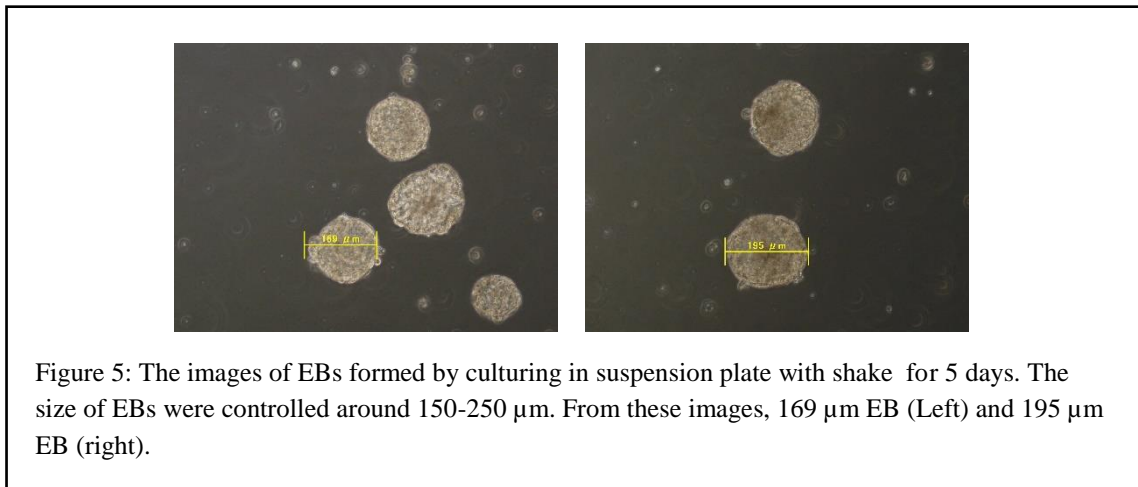 169 μm
195 μm
Figure 5: The images of EBs formed by culturing in suspension plate with shake for 5 days. The
size of EBs were controlled around 150-250 µm. From these images, 169 µm EB (Left) and 195 µm
EB (right).